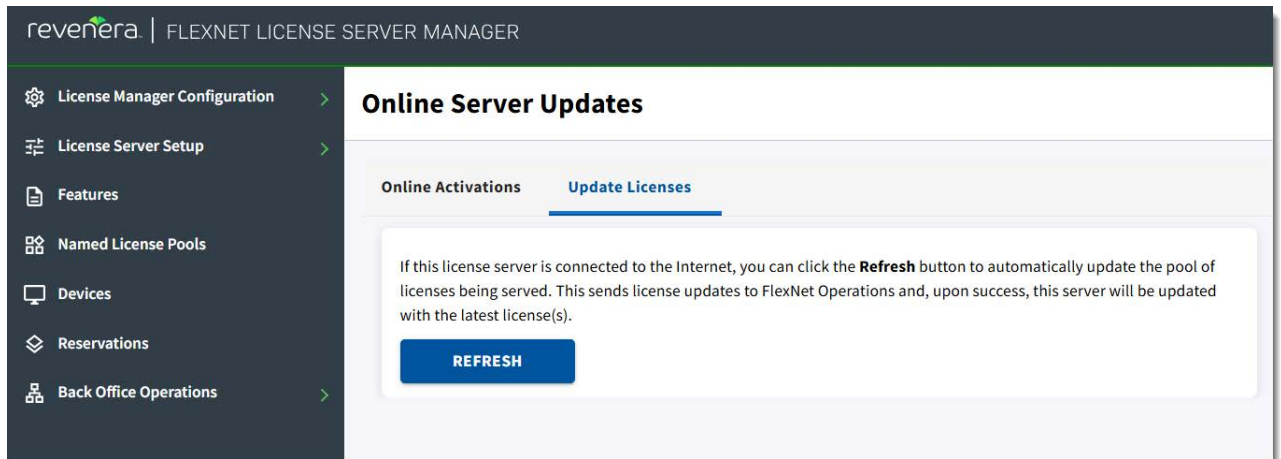 revenera. | FLEXNET LICENSE SERVER MANAGER
License Manager Configuration
License Server Setup
Features
Named License Pools
Devices
Reservations
Back Office Operations
Online Server Updates
Online Activations Update Licenses
If this license server is connected to the Internet, you can click the Refresh button to automatically update the pool of
licenses being served. This sends license updates to FlexNet Operations and, upon success, this server will be updated
with the latest license(s).
REFRESH